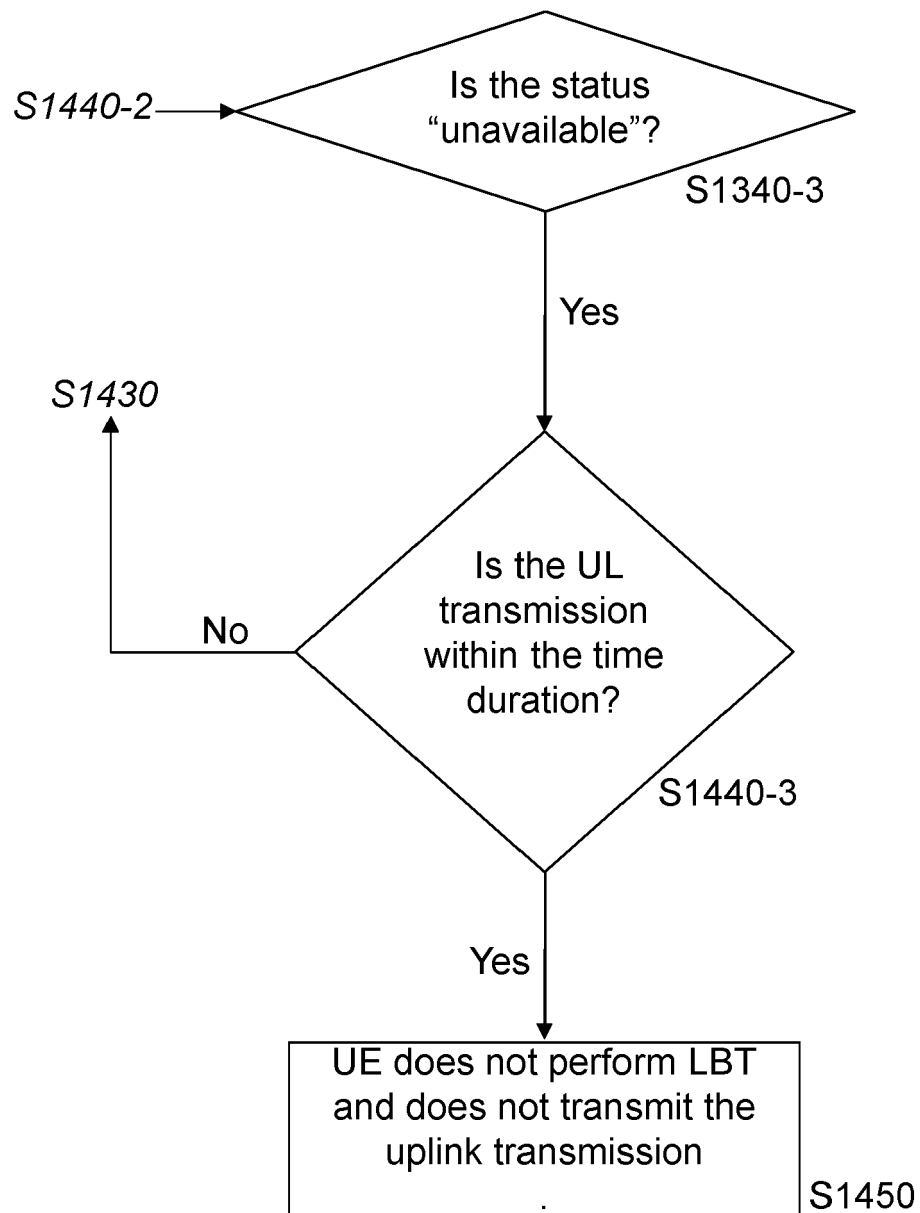 Is the status
“unavailable”?
S1440-2
S1340-3
Yes
S1430
Is the UL
transmission
within the time
duration?
No
S1440-3
Yes
UE does not perform LBT
and does not transmit the
uplink transmission
.
S1450